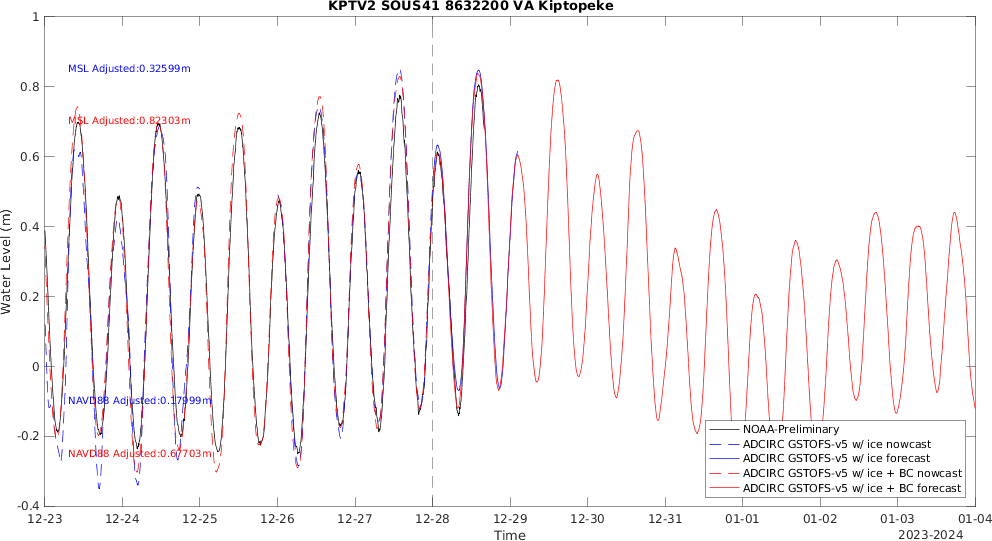 KPTV2 SOUS41 8632200 VA Kiptopeke
1
MSL Adjusted:0.32599m
0.8
MSL Adjusted:0.82303m
0.6
0.4
Water Level (m)
0.2
0
NAVD88 Adjusted:0.17999m
-0.2
NAVD88 Adjusted:0.67703m
-0.4
NOAA-Preliminary
ADCIRC GSTOFS-v5 w/ ice nowcast
ADCIRC GSTOFS-v5 w/ ice forecast
ADCIRC GSTOFS-v5 w/ ice + BC nowcast
ADCIRC GSTOFS-v5 w/ ice + BC forecast
12-23 12-24 12-25 12-26 12-27 12-28 12-29 12-30 12-31 01-01 01-02 01-03 01-04
Time
2023-2024